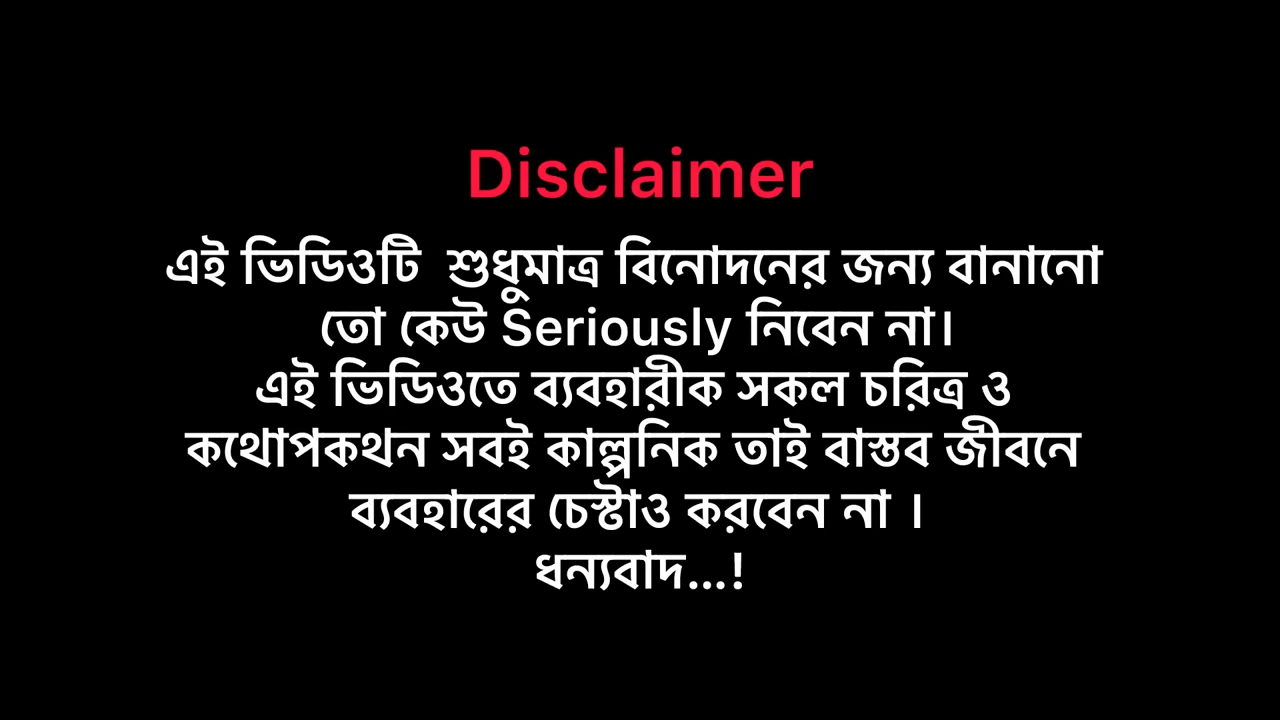 Disclaimer
এই ভিডিওটি  শুধুমাত্র বিনোদনের জন্য বানানো
তো কেউ Seriously নিবেন না।
এই ভিডিওতে ব্যবহারীক সকল চরিত্র ও
কথোপকথন সবই কাল্পনিক তাই বাস্তব জীবনে
ব্যবহারের চেস্টাও করবেন না ।
ধন্যবাদ...!